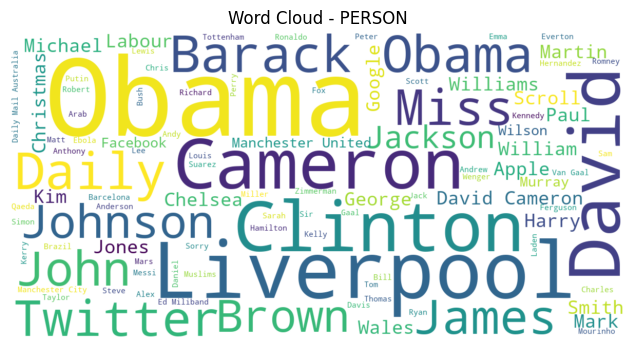 Word Cloud - PERSON
Michael
Labour
Lewis
Tottenham
Ronaldo
Peter
Emma
Everton
Barack
Obama
Martin
Hernandez
Romney
Daily Mail Australia
Christmas
Putin
Robert
Chris
Obama
Perry
Google
Fox
Scott
Williams
Scroll
David
Arab
Bush
Richard
Miss
Kennedy
Paul
Matt
Ebola
Andy
Facebook
Manchester United
Jackson
Wilson
William
Anthony
Lee
Louis
Suarez
Cameron
Andrew
Wenger
Apple
Van Gaal
Sam
Daily
Kim
Qaeda
Barcelona
Anderson
Chelsea
Miller
Zimmerman
George
Jack
David Cameron
Murray
Ferguson
Simon
Johnson
Sarah
Sir
Gaal
Hamilton
Kelly
Clinton
Harry
Laden
Kerry
Brazil
Jones
Mars
Sorry
John
Messi
Daniel
Muslims
Liverpool
Tom
Bill
Manchester City
Taylor
Steve
Alex
Ed Miliband
Thomas
Davis
Ryan
Charles
Smith
Twitter
Brown
Wales
James
Mark
Mourinho